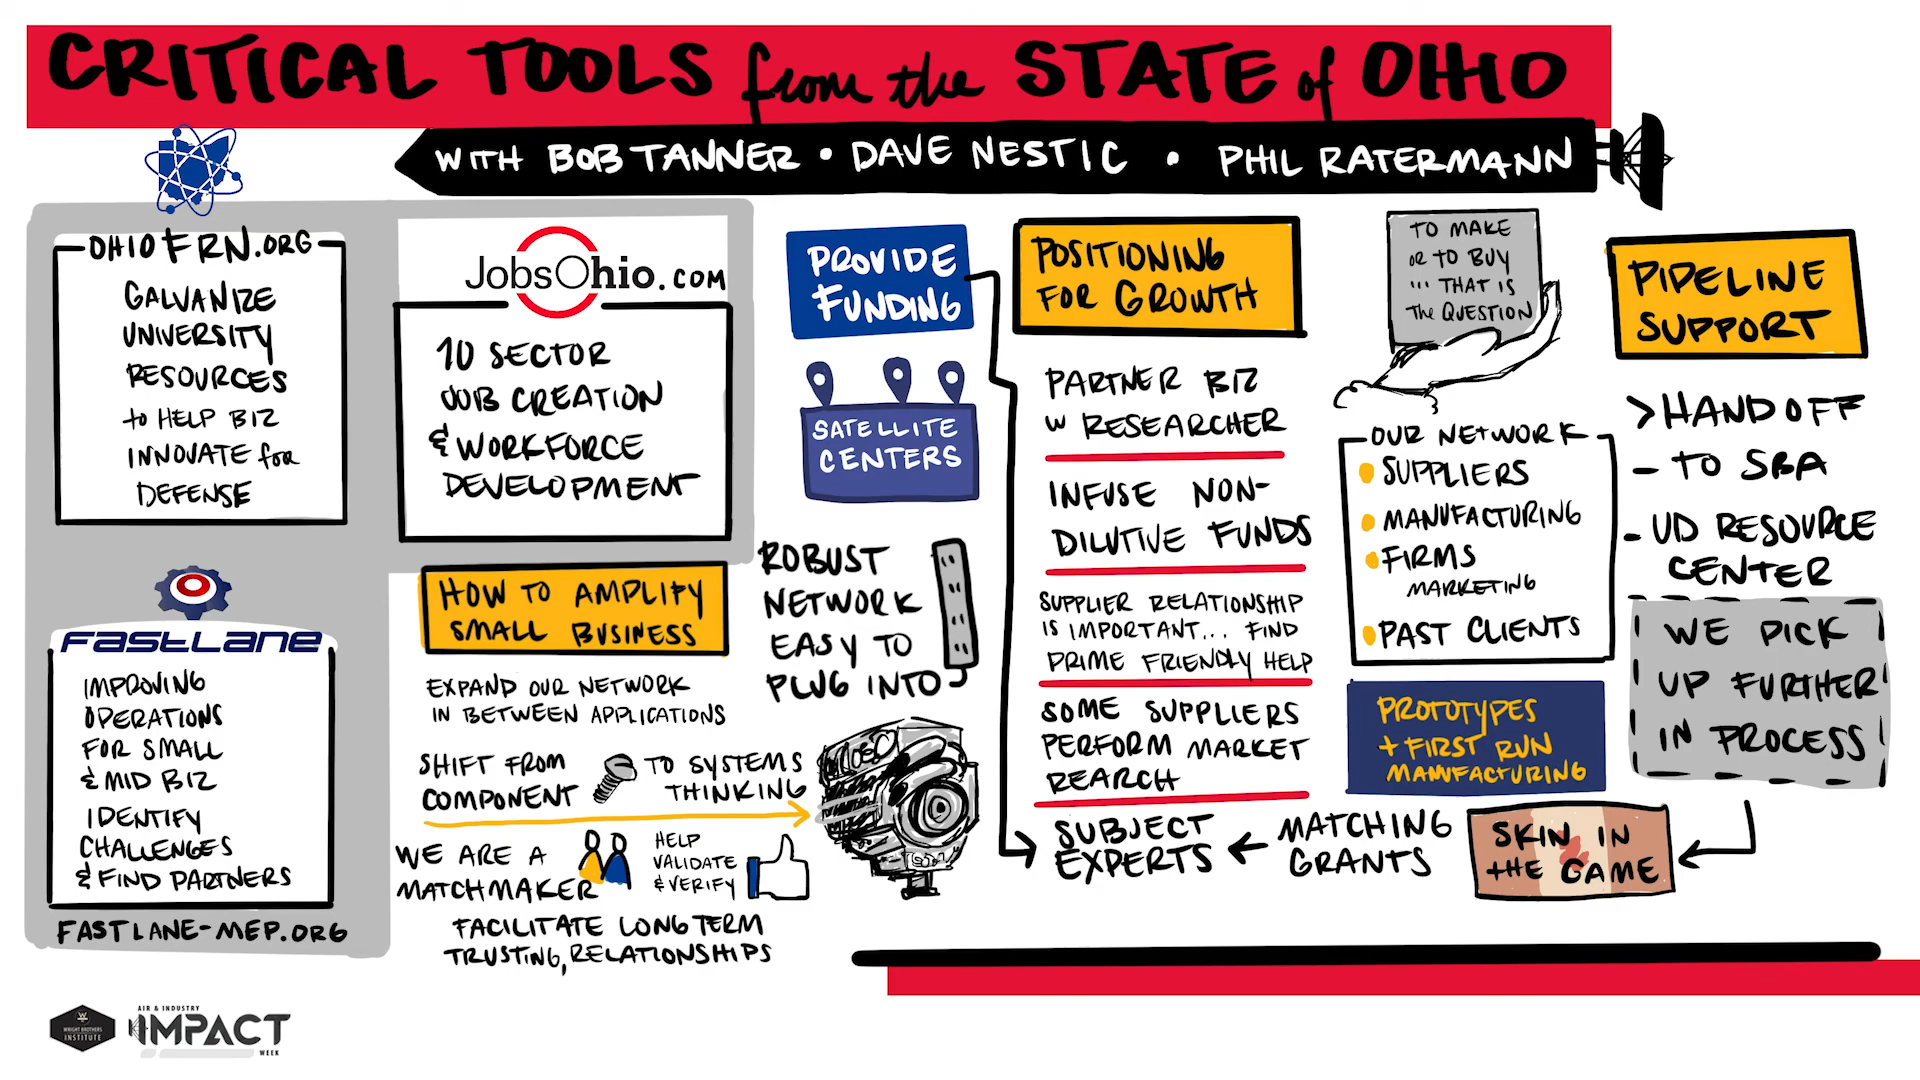 CRITICAL TOOLS from the STATE of OHIO
WITH BOB TANNER • DAVE NESTIC • PHIL RATERMANN
OHIOFRN.ORG
GALVANIZE
UNIVERSITY
RESOURCES
to HELP BIZ
INNOVATE for
DEFENSE
JobsOhio.COM
10 SECTOR
JOB CREATION
& WORKFORCE
DEVELOPMENT
FASTLANE
IMPROVING
OPERATIONS
FOR SMALL
& MID BIZ
IDENTIFY
CHALLENGES
& FIND PARTNERS
FASTLANE-MEP.ORG
HOW TO AMPLIFY
SMALL BUSINESS
EXPAND OUR NETWORK
IN BETWEEN APPLICATIONS
SHIFT FROM
COMPONENT
TO SYSTEMS
THINKING
WE ARE A
MATCHMAKER
HELP
VALIDATE
& VERIFY
FACILITATE LONG TERM
TRUSTING, RELATIONSHIPS
PROVIDE
FUNDING
SATELLITE
CENTERS
ROBUST
NETWORK
EASY TO
PLUG INTO
POSITIONING
FOR GROWTH
PARTNER BIZ
W RESEARCHER
INFUSE NON-
DILUTIVE FUNDS
SUPPLIER RELATIONSHIP
IS IMPORTANT... FIND
PRIME FRIENDLY HELP
SOME SUPPLIERS
PERFORM MARKET
REARCH
SUBJECT
EXPERTS
MATCHING
GRANTS
TO MAKE
OR TO BUY
... THAT IS
The QUESTION
OUR NETWORK
SUPPLIERS
MANUFACTURING
FIRMS
MARKETING
PAST CLIENTS
PROTOTYPES
+ FIRST RUN
MANUFACTURING
SKIN IN
tHE GAME
PIPELINE
SUPPORT
>HANDOFF
- TO SBA
- UD RESOURCE
CENTER
WE PICK
UP FURTHER
IN PROCESS
WRIGHT BROTHERS
INSTITUTE
AIR & INDUSTRY
IMPACT
WEEK